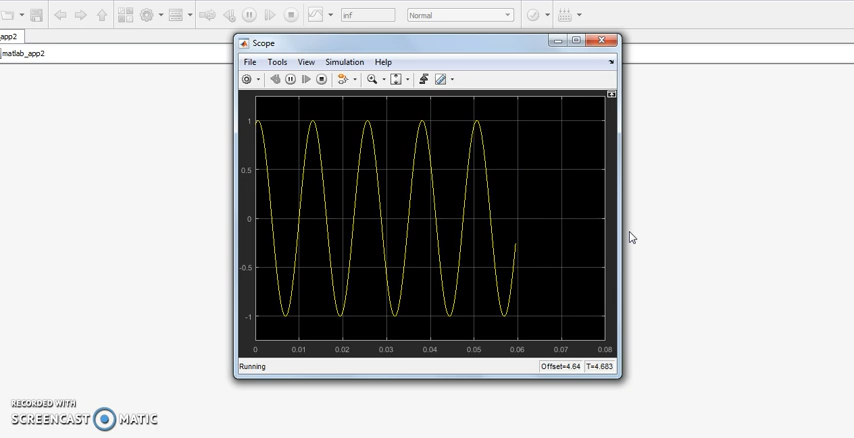 inf
Normal
app2
matlab_app2
Scope
File Tools View Simulation Help
1
0.5
0
-0.5
-1
0 0.01 0.02 0.03 0.04 0.05 0.06 0.07 0.08
Running
Offset=4.64 T=4.683
RECORDED WITH
SCREENCAST MATIC